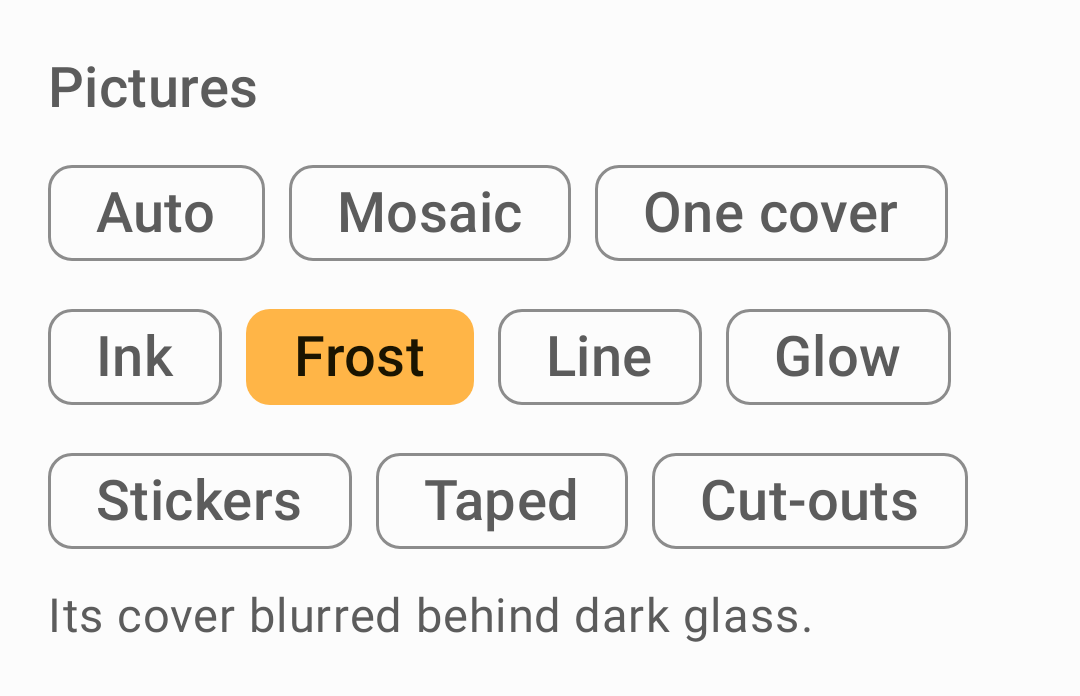 Pictures
Auto Mosaic One cover
Ink Frost Line Glow
Stickers Taped Cut-outs
Its cover blurred behind dark glass.